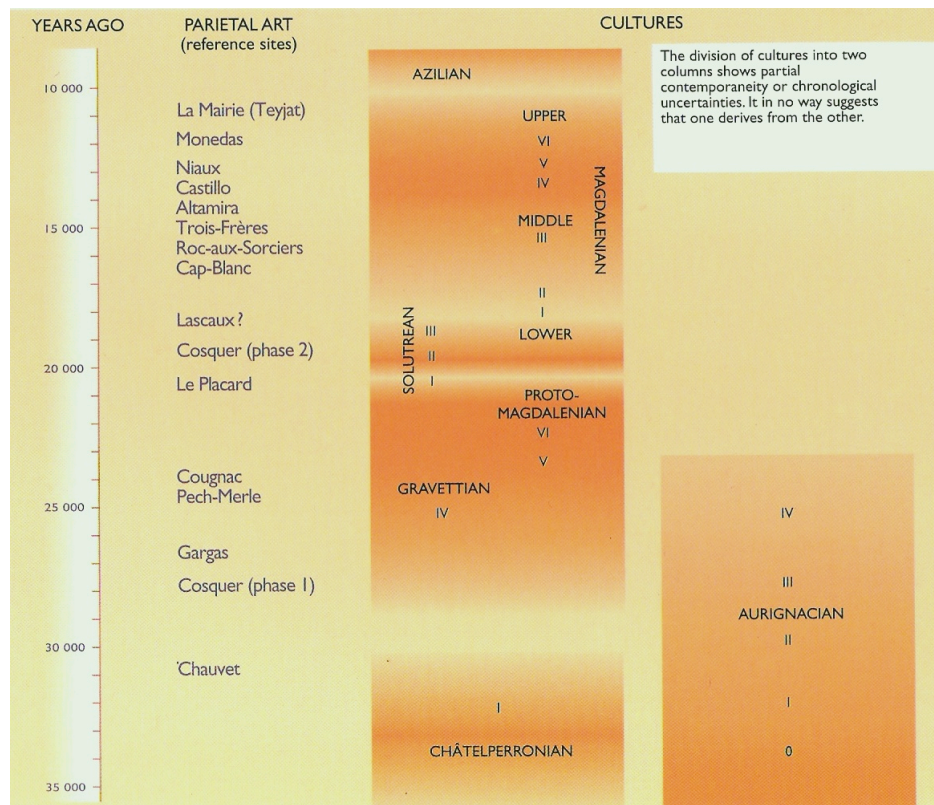 YEARS AGO
PARIETAL ART
(reference sites)
CULTURES
The division of cultures into two
columns shows partial
contemporaneity or chronological
uncertainties. It in no way suggests
that one derives from the other.
10 000
15 000
20 000
25 000
30 000
35 000
La Mairie (Teyjat)
Monedas
Niaux
Castillo
Altamira
Trois-Frères
Roc-aux-Sorciers
Cap-Blanc
Lascaux?
Cosquer (phase 2)
Le Placard
Cougnac
Pech-Merle
Gargas
Cosquer (phase 1)
Chauvet
AZILIAN
UPPER
VI
V
IV
MIDDLE
III
II
I
LOWER
MAGDALENIAN
SOLUTREAN
III
II
I
PROTO-
MAGDALENIAN
VI
V
GRAVETTIAN
IV
I
CHÂTELPERRONIAN
IV
III
AURIGNACIAN
II
I
0